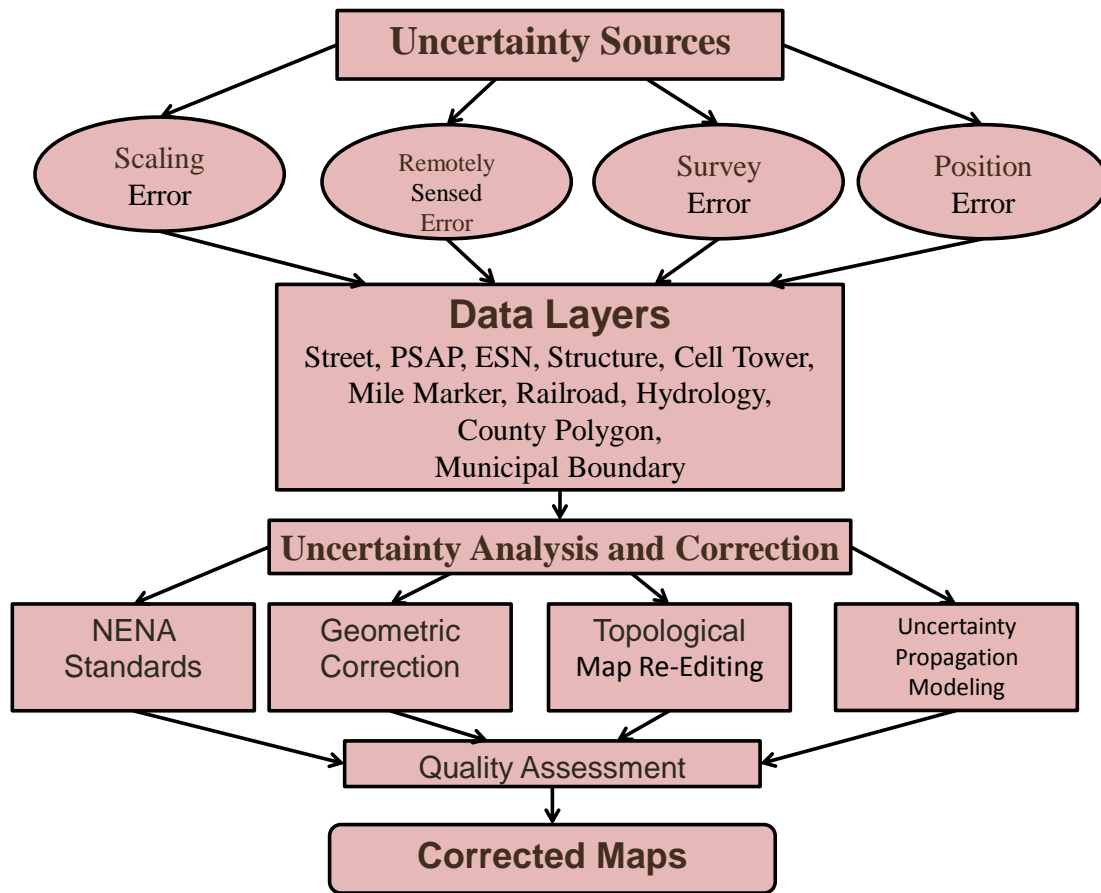 Uncertainty Sources
Scaling
Error
Remotely
Sensed
Error
Survey
Error
Position
Error
Data Layers
Street, PSAP, ESN, Structure, Cell Tower,
Mile Marker, Railroad, Hydrology,
County Polygon,
Municipal Boundary
Uncertainty Analysis and Correction
NENA
Standards
Geometric
Correction
Topological
Map Re-Editing
Uncertainty
Propagation
Modeling
Quality Assessment
Corrected Maps